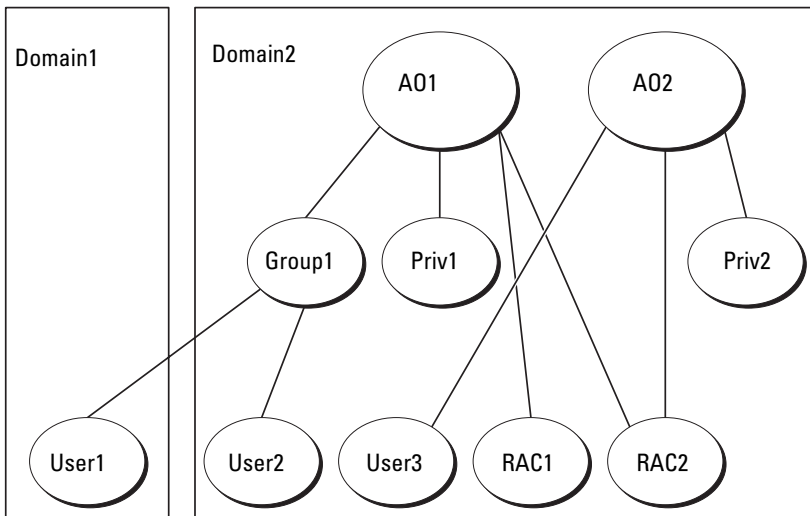 Domain1
Domain2
AO1
AO2
Group1
Priv1
Priv2
User1
User2
User3
RAC1
RAC2